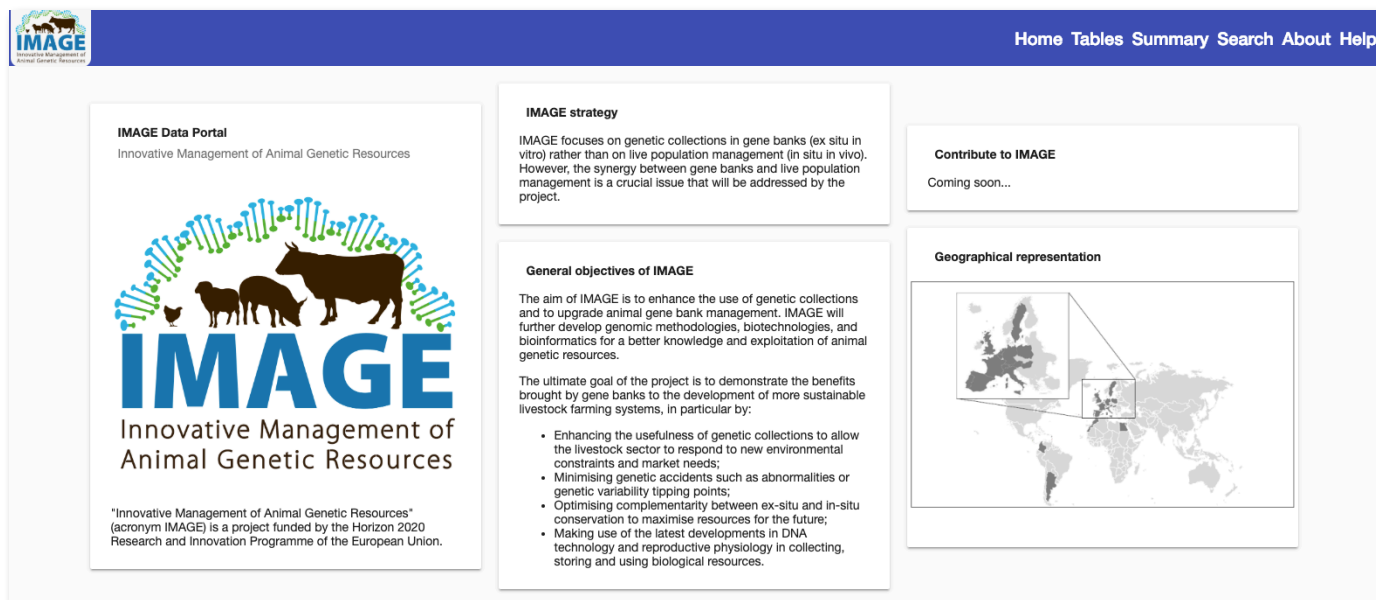 IMAGE
Innovative Management of
Animal Genetic Resources
Home Tables Summary Search About Help
IMAGE Data Portal
Innovative Management of Animal Genetic Resources
IMAGE
Innovative Management of
Animal Genetic Resources
"Innovative Management of Animal Genetic Resources"
(acronym IMAGE) is a project funded by the Horizon 2020
Research and Innovation Programme of the European Union.
IMAGE strategy
IMAGE focuses on genetic collections in gene banks (ex situ in
vitro) rather than on live population management (in situ in vivo).
However, the synergy between gene banks and live population
management is a crucial issue that will be addressed by the
project.
General objectives of IMAGE
The aim of IMAGE is to enhance the use of genetic collections
and to upgrade animal gene bank management. IMAGE will
further develop genomic methodologies, biotechnologies, and
bioinformatics for a better knowledge and exploitation of animal
genetic resources.
The ultimate goal of the project is to demonstrate the benefits
brought by gene banks to the development of more sustainable
livestock farming systems, in particular by:
• Enhancing the usefulness of genetic collections to allow
the livestock sector to respond to new environmental
constraints and market needs;
• Minimising genetic accidents such as abnormalities or
genetic variability tipping points;
• Optimising complementarity between ex-situ and in-situ
conservation to maximise resources for the future;
• Making use of the latest developments in DNA
technology and reproductive physiology in collecting,
storing and using biological resources.
Contribute to IMAGE
Coming soon...
Geographical representation